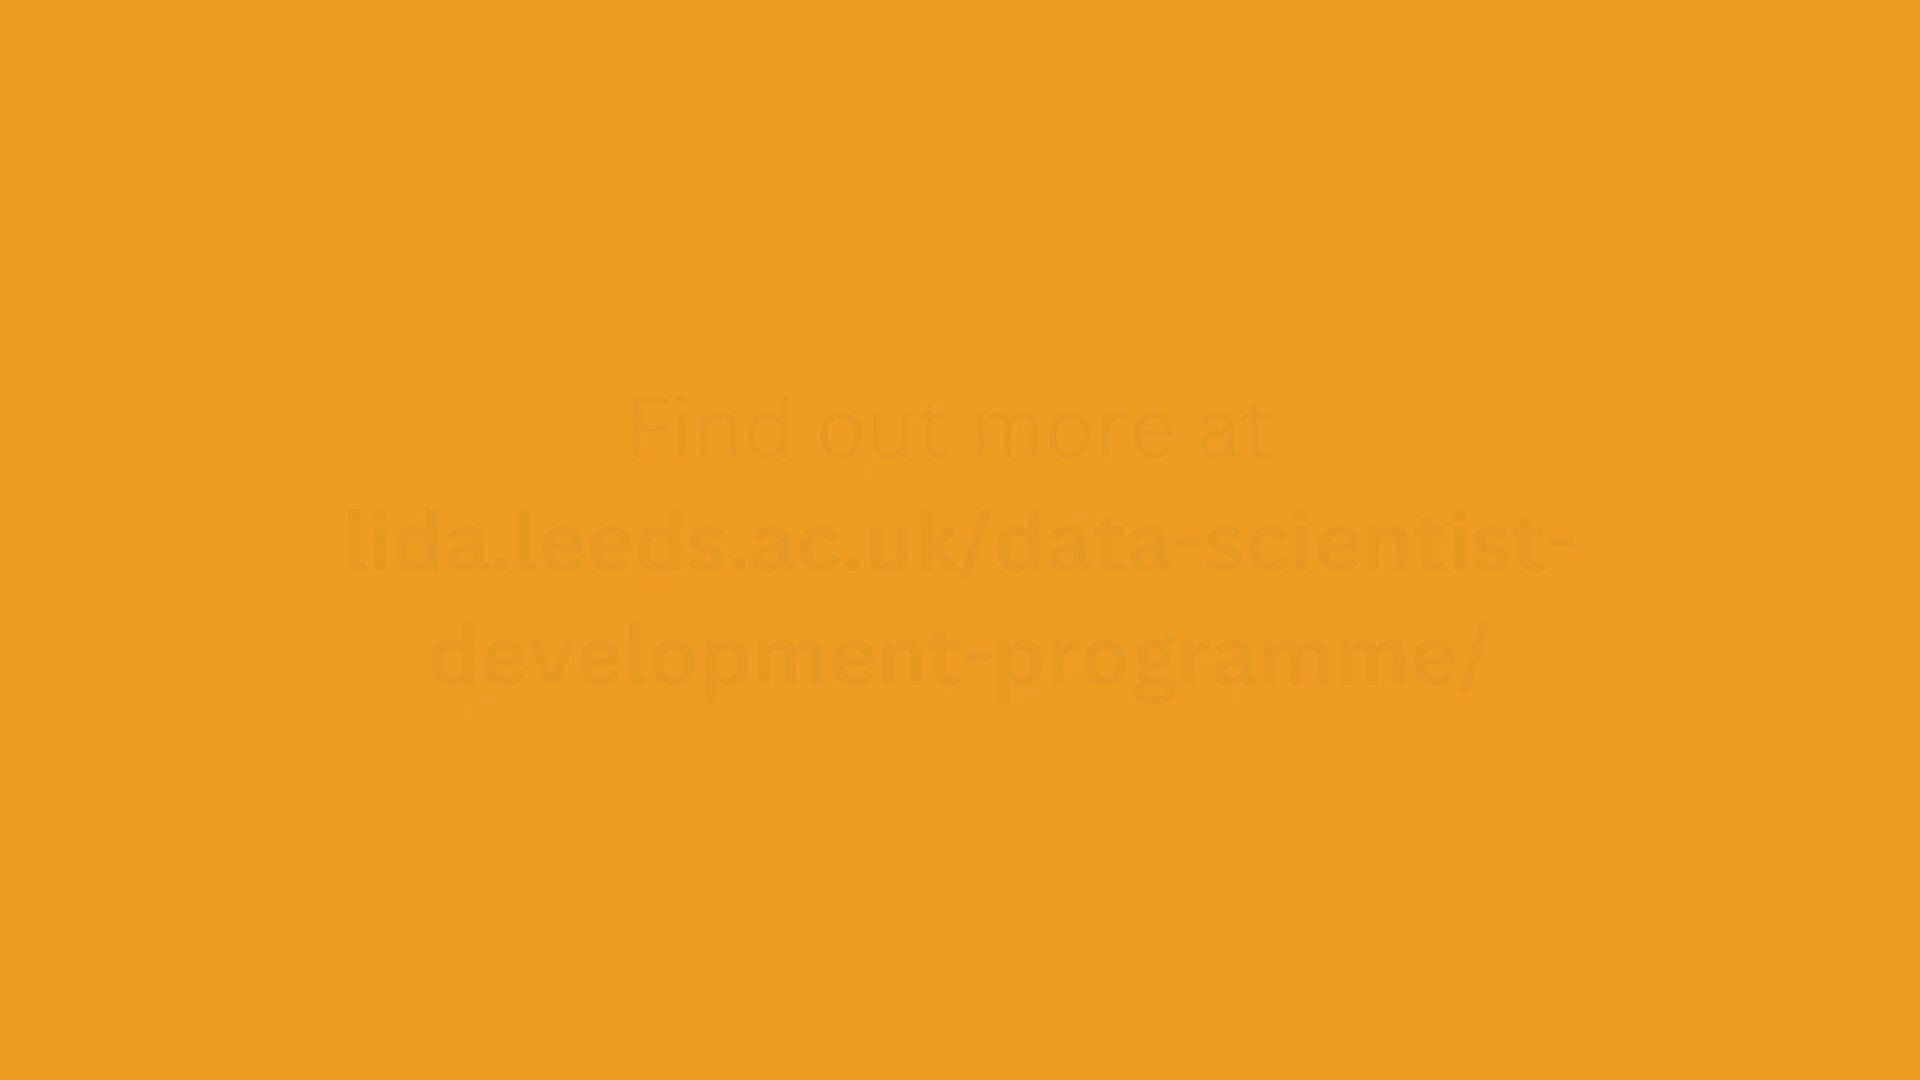 Find out more at
lida.leeds.ac.uk/data-scientist-
development-programme/